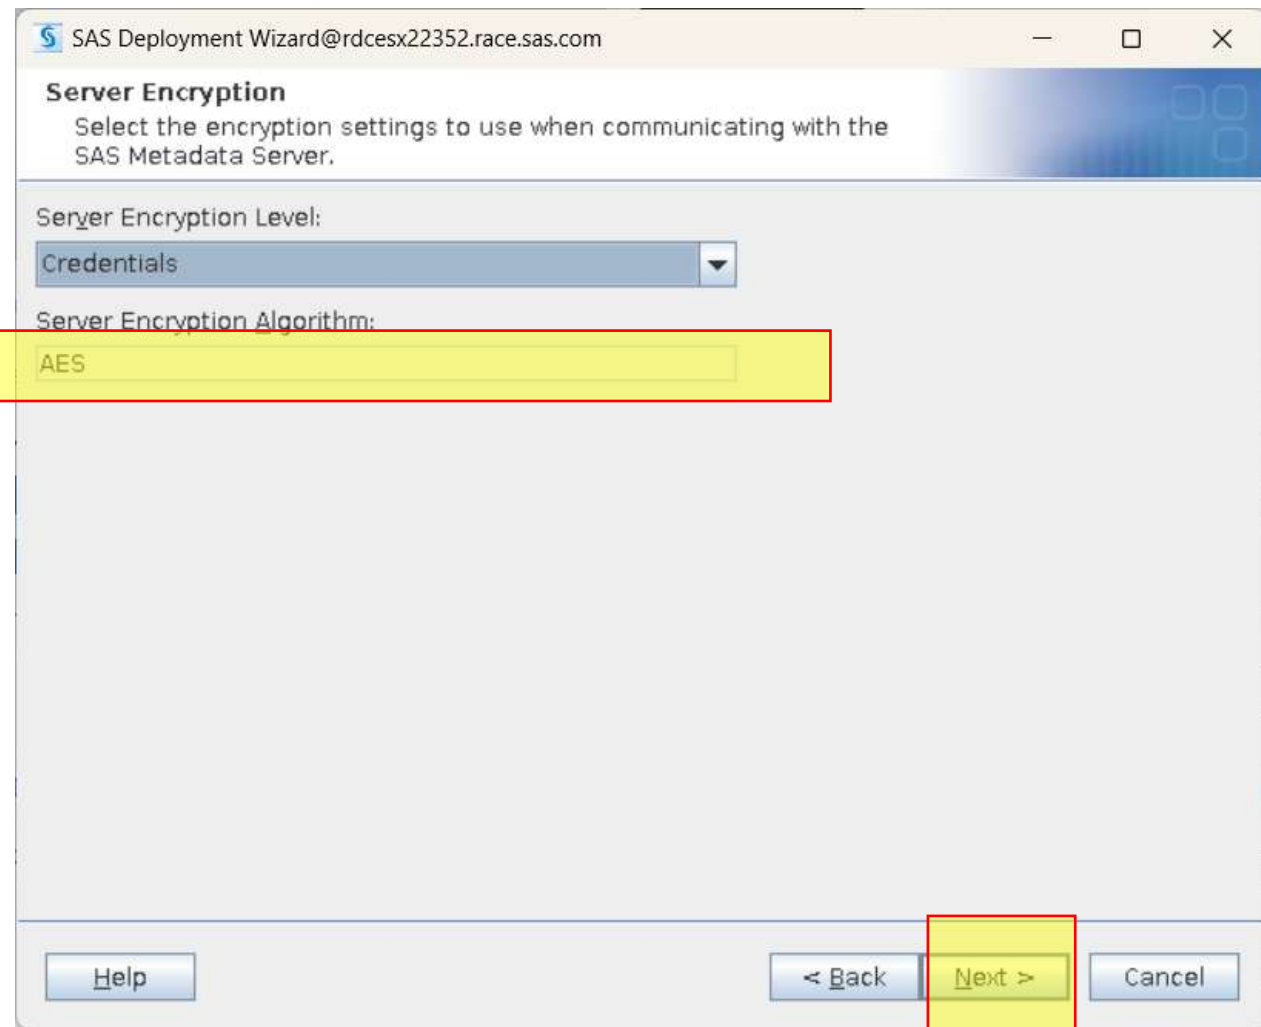 SAS Deployment Wizard@rdcesx22352.race.sas.com
Server Encryption
Select the encryption settings to use when communicating with the
SAS Metadata Server.
Server Encryption Level:
Credentials
Server Encryption Algorithm:
AES
Help
< Back
Next >
Cancel